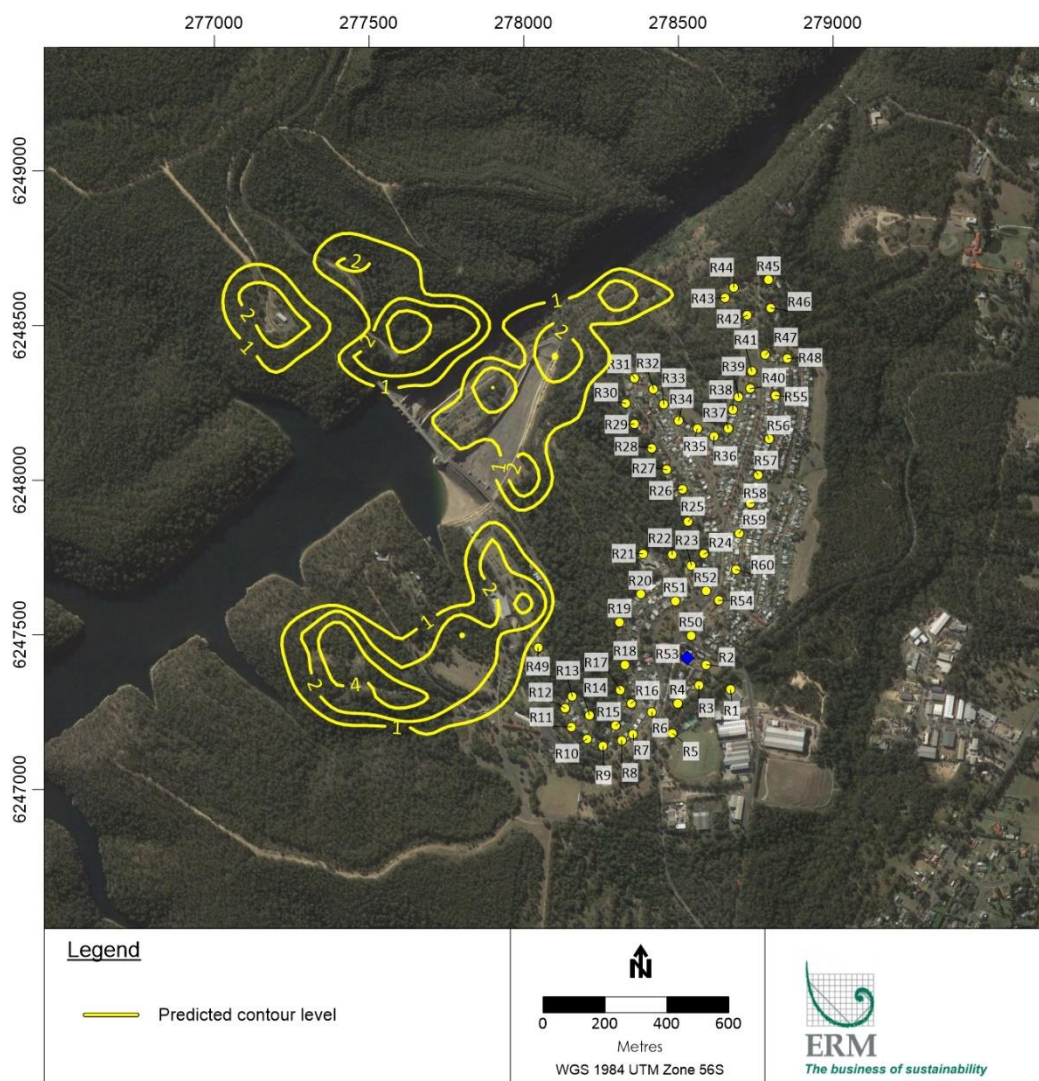 277000 277500 278000 278500 279000
6249000
6248500
6248000
6247500
6247000
2
2
1
2
1
1
2
1
2
1
2
4
2
1
R44
R45
R43
R46
R42
R41
R47
R31
R32
R48
R39
R33
R40
R30
R38
R34
R55
R37
R29
R56
R28
R35
R36
R57
R27
R26
R58
R25
R59
R22
R23
R24
R21
R60
R52
R20
R51
R54
R19
R50
R17
R18
R53
R2
R49
R13
R12
R14
R16
R4
R3
R1
R11
R15
R6
R5
R10
R7
R9
R8
Legend
Predicted contour level
N
0 200 400 600
Metres
WGS 1984 UTM Zone 56S
ERM
The business of sustainability